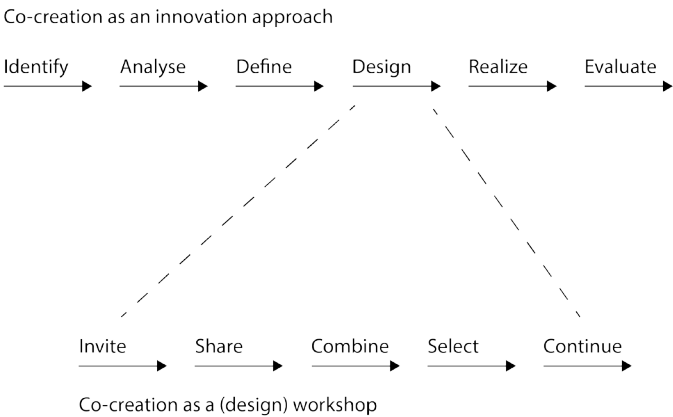 Co-creation as an innovation approach
Identify Analyse Define Design Realize Evaluate
Invite Share Combine Select Continue
Co-creation as a (design) workshop